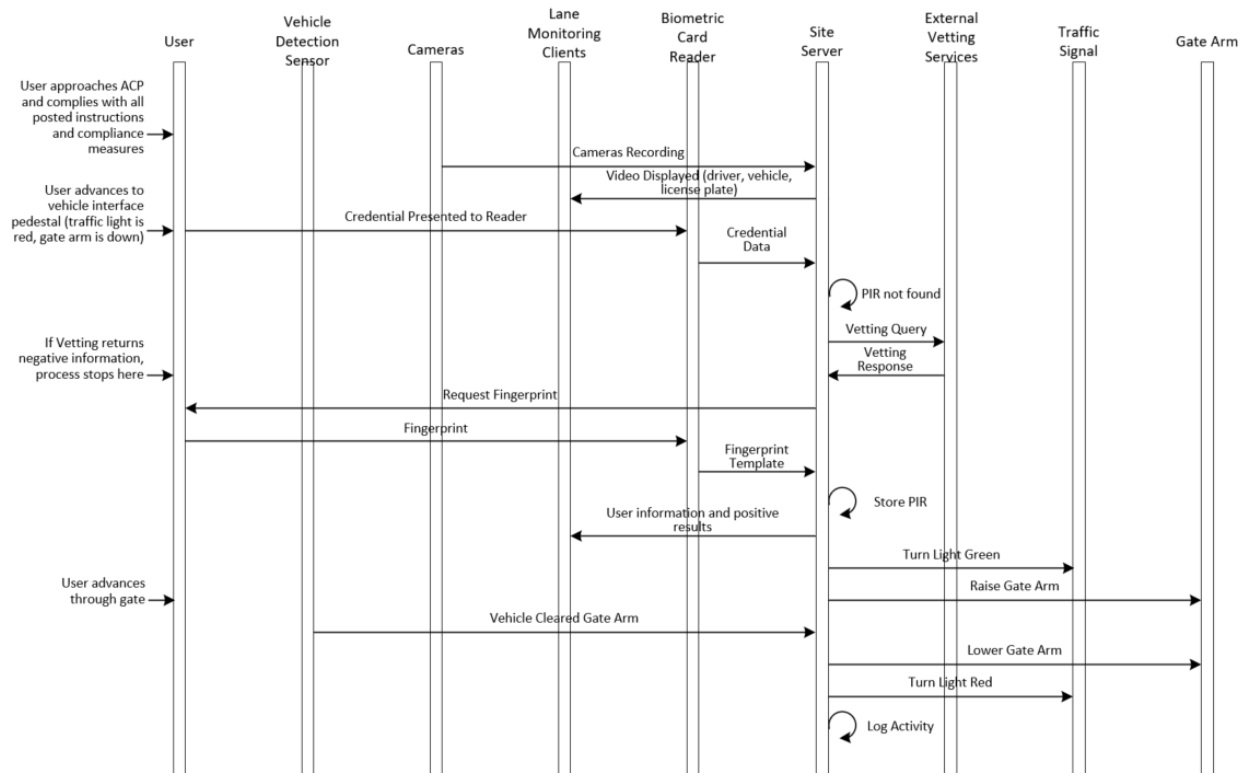 User
Vehicle
Detection
Sensor
Cameras
Lane
Monitoring
Clients
Biometric
Card
Reader
Site
Server
External
Vetting
Services
Traffic
Signal
Gate Arm
User approaches ACP
and complies with all
posted instructions
and compliance
measures
Cameras Recording
Video Displayed (driver, vehicle,
license plate)
User advances to
vehicle interface
pedestal (traffic light is
red, gate arm is down)
Credential Presented to Reader
Credential
Data
PIR not found
Vetting Query
If Vetting returns
negative information,
process stops here
Vetting
Response
Request Fingerprint
Fingerprint
Fingerprint
Template
Store PIR
User information and positive
results
Turn Light Green
User advances
through gate
Raise Gate Arm
Vehicle Cleared Gate Arm
Lower Gate Arm
Turn Light Red
Log Activity